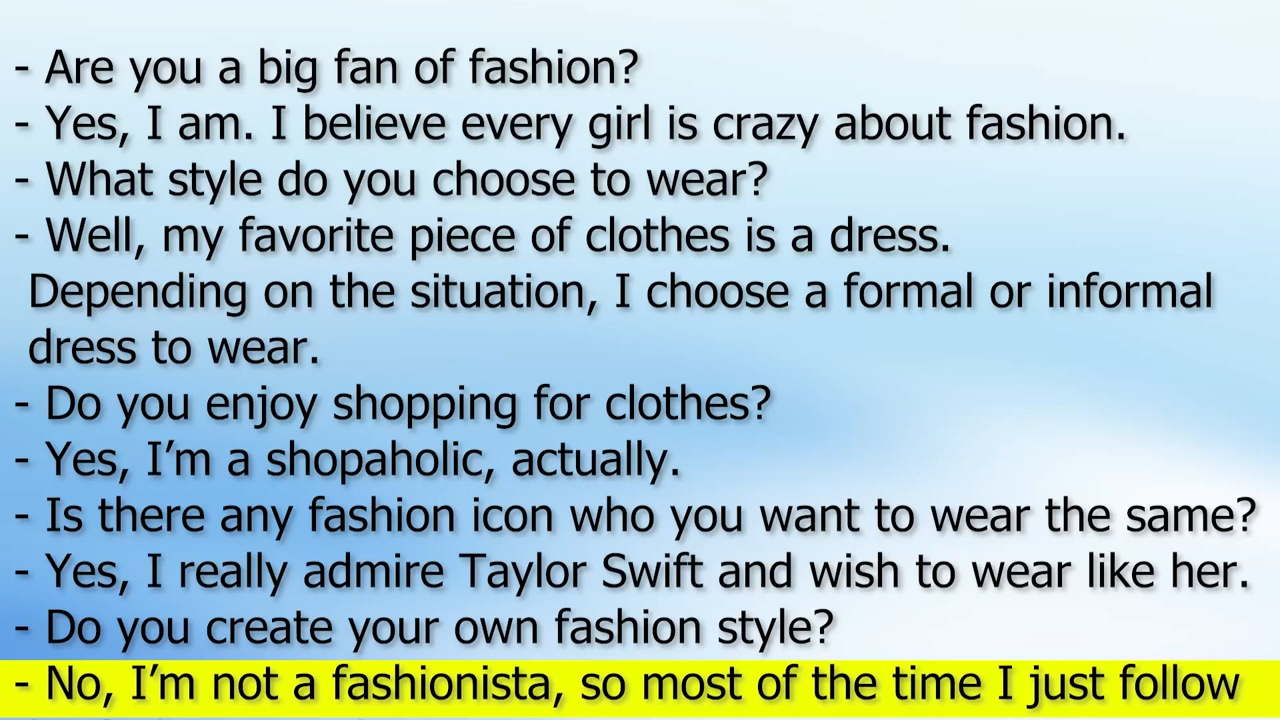 - Are you a big fan of fashion?
- Yes, I am. I believe every girl is crazy about fashion.
- What style do you choose to wear?
- Well, my favorite piece of clothes is a dress.
Depending on the situation, I choose a formal or informal
dress to wear.
- Do you enjoy shopping for clothes?
- Yes, I’m a shopaholic, actually.
- Is there any fashion icon who you want to wear the same?
- Yes, I really admire Taylor Swift and wish to wear like her.
- Do you create your own fashion style?
- No, I’m not a fashionista, so most of the time I just follow